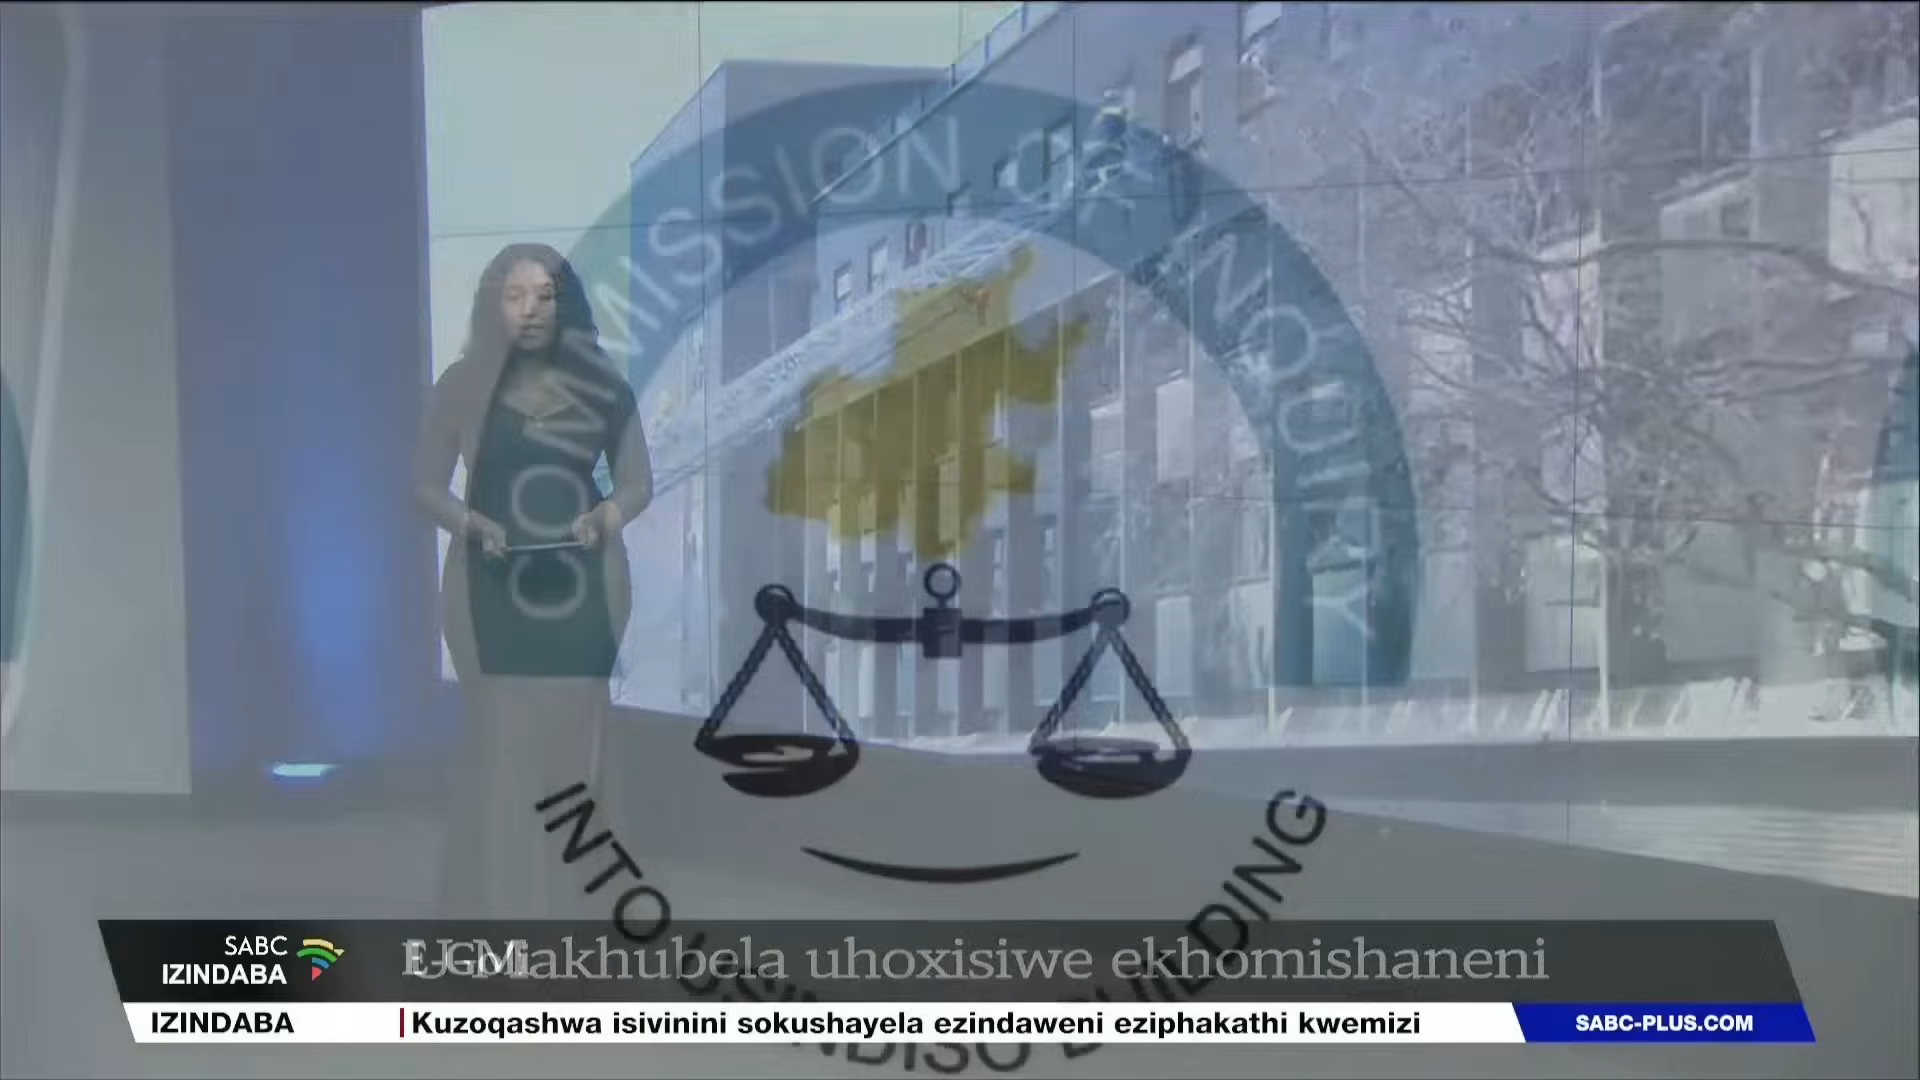 COMMISSION OF INQUIRY
INTO USINDISO BUILDING
SABC
IZINDABA
U-Makhubela uhoxisiwe ekhomishaneni
IZINDABA
Kuzoqashwa isivinini sokushayela ezindaweni eziphakathi kwemizi
SABC-PLUS.COM